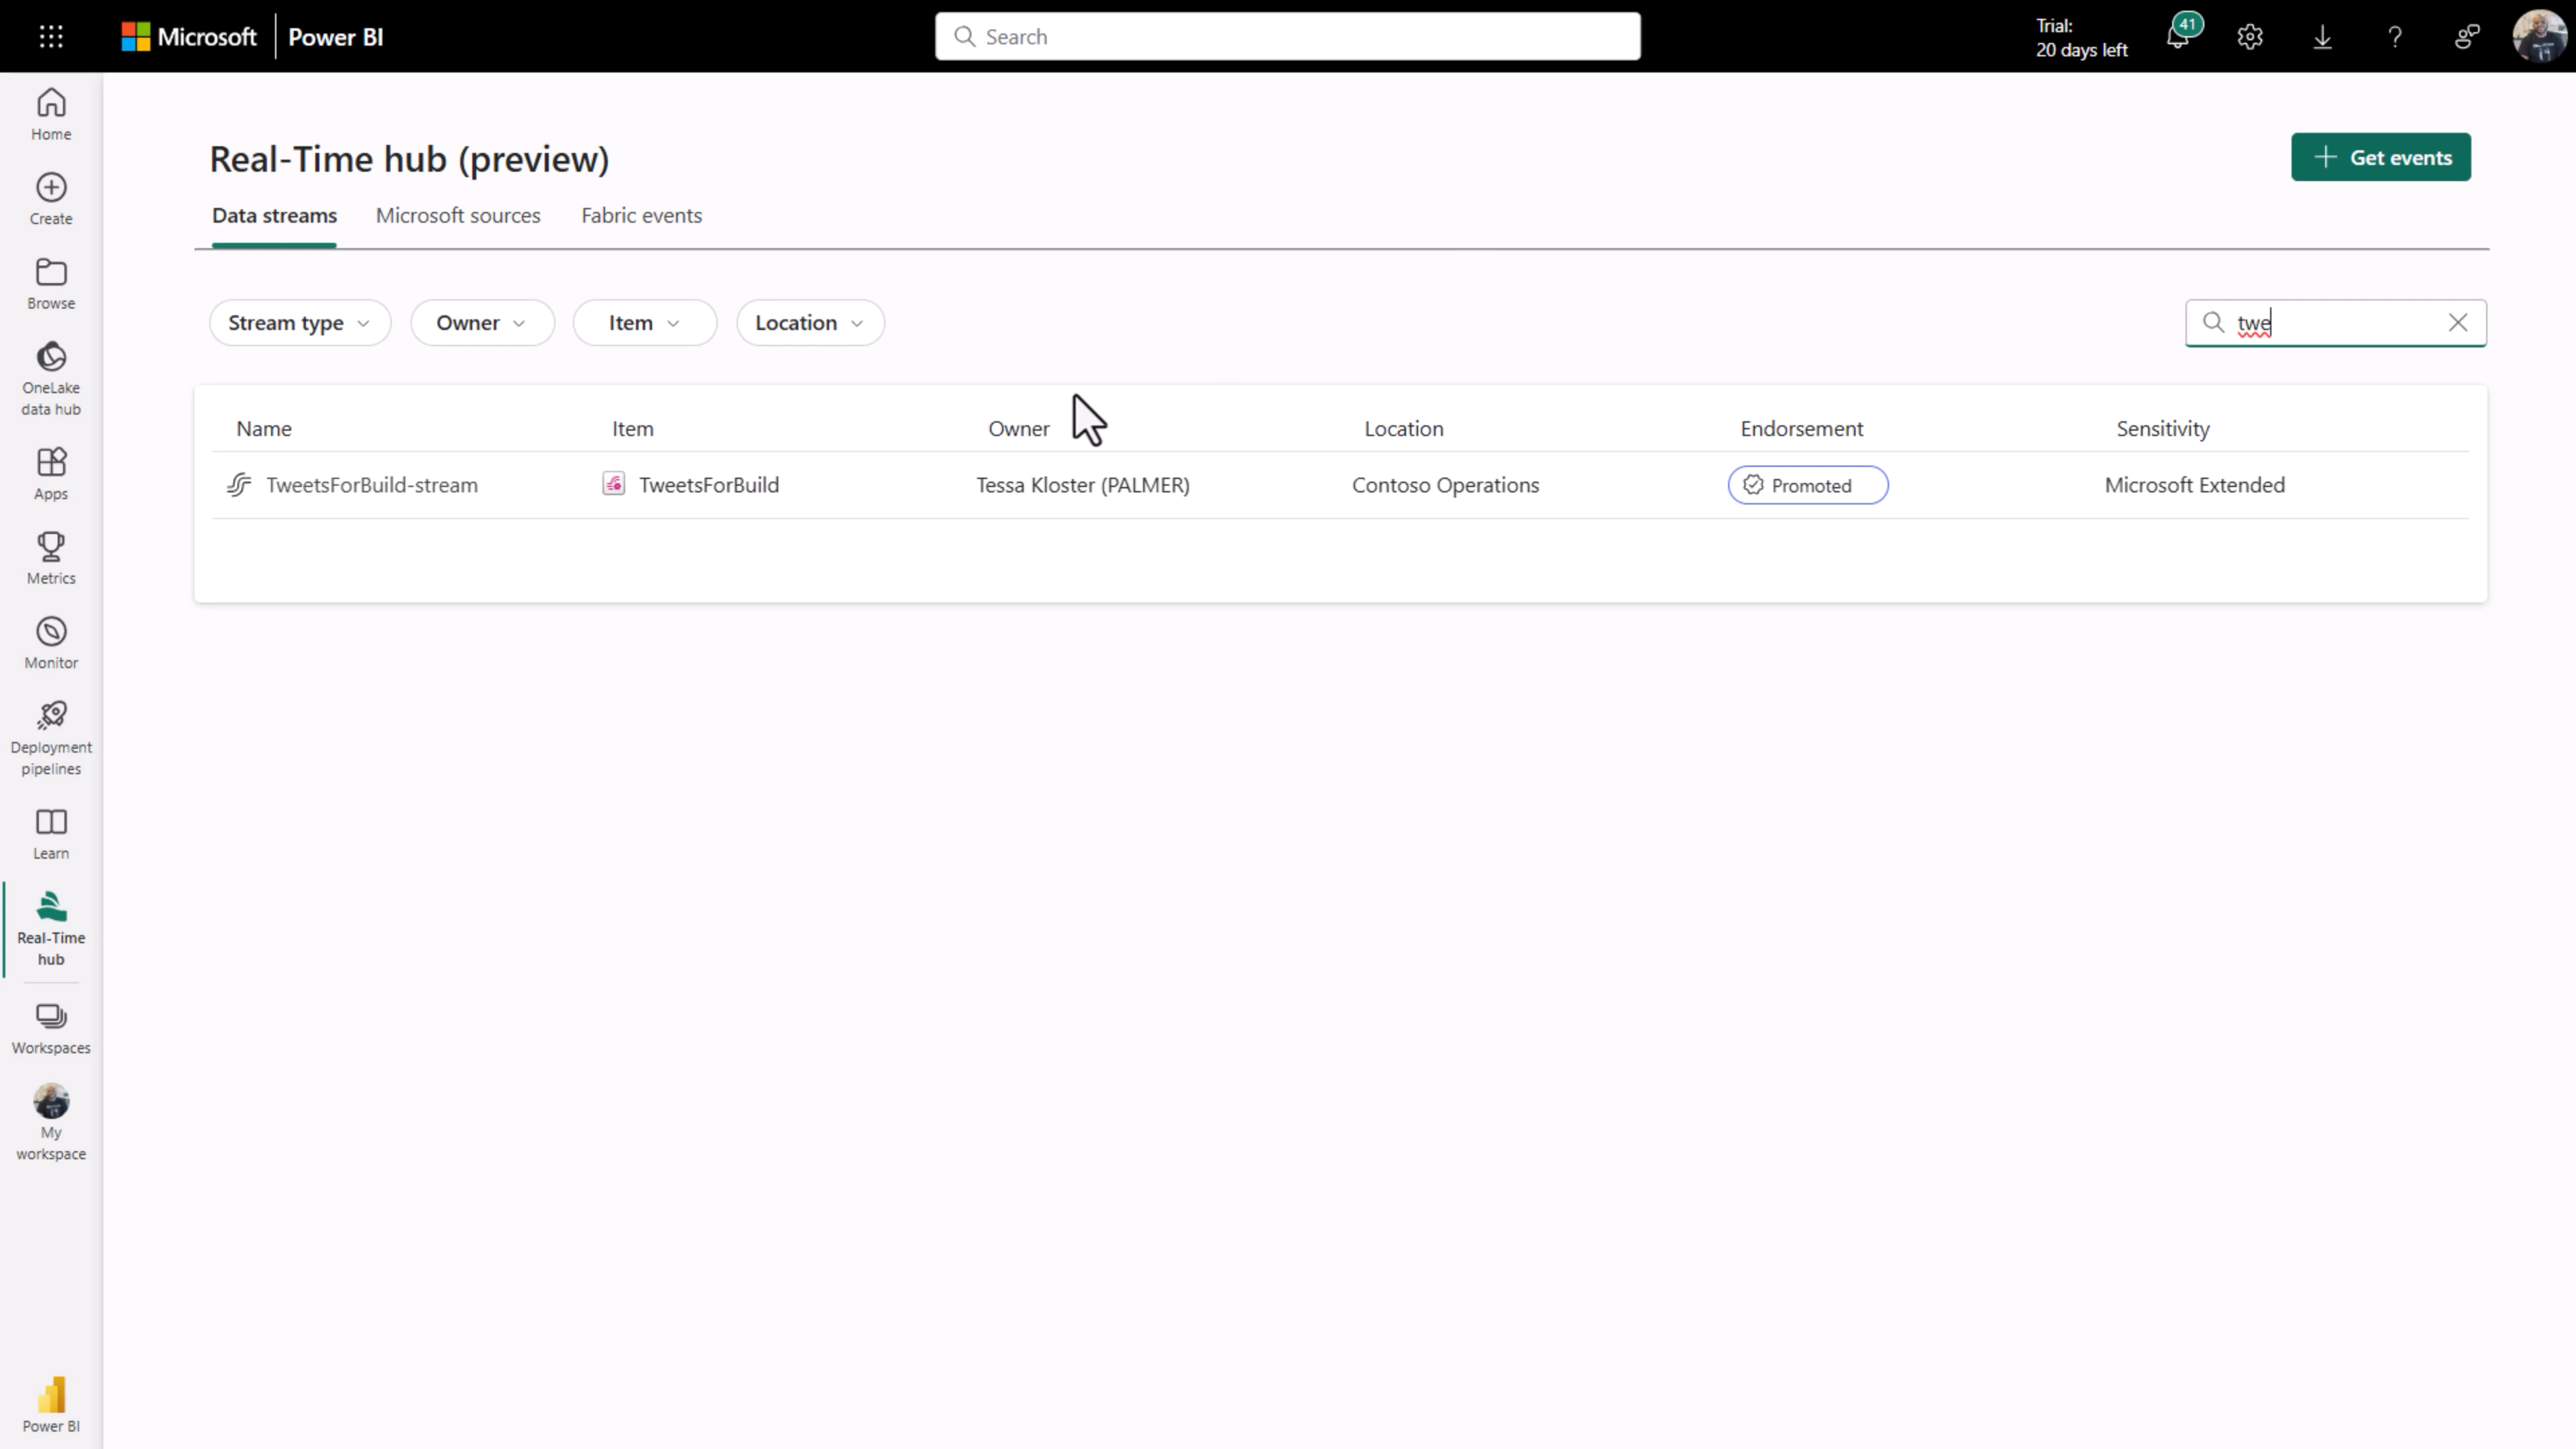 Microsoft
Power BI
Search
Trial:
20 days left
41
Home
Create
Browse
OneLake
data hub
Apps
Metrics
Monitor
Deployment
pipelines
Learn
Real-Time
hub
Workspaces
My
workspace
Power BI
Real-Time hub (preview)
Get events
Data streams
Microsoft sources
Fabric events
Stream type
Owner
Item
Location
twe
Name Item Owner Location Endorsement Sensitivity
TweetsForBuild-stream TweetsForBuild Tessa Kloster (PALMER) Contoso Operations Promoted Microsoft Extended